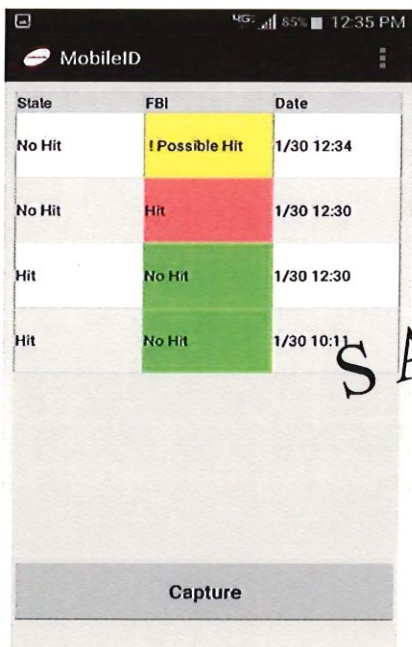 4G 85% 12:35 PM
MobileID
State FBI Date
No Hit ! Possible Hit 1/30 12:34
No Hit Hit 1/30 12:30
Hit No Hit 1/30 12:30
Hit No Hit 1/30 10:11
S A
Capture